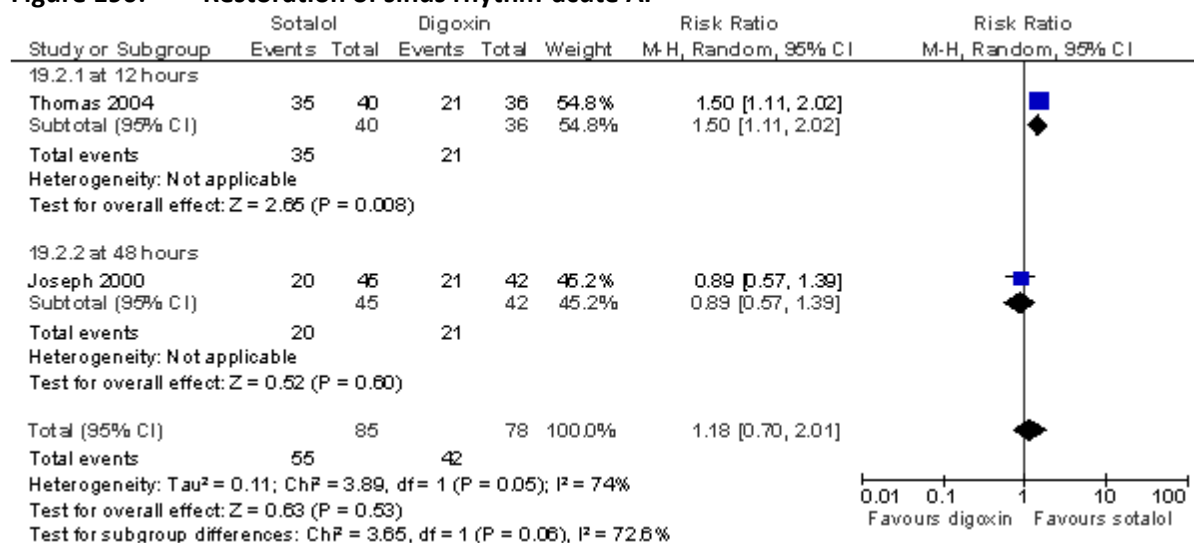 Sotalol Digoxin Risk Ratio Risk Ratio
Study or Subgroup Events Total Events Total Weight M-H, Random, 95% CI M-H, Random, 95% CI
19.2.1 at 12 hours
Thomas 2004 35 40 21 36 54.8% 1.50 [1.11, 2.02]
Subtotal (95% CI) 40 36 54.8% 1.50 [1.11, 2.02]
Total events 35 21
Heterogeneity: Not applicable
Test for overall effect: Z = 2.65 (P = 0.008)
19.2.2 at 48 hours
Joseph 2000 20 45 21 42 45.2% 0.89 [0.57, 1.39]
Subtotal (95% CI) 45 42 45.2% 0.89 [0.57, 1.39]
Total events 20 21
Heterogeneity: Not applicable
Test for overall effect: Z = 0.52 (P = 0.60)
Total (95% CI) 85 78 100.0% 1.18 [0.70, 2.01]
Total events 55 42
Heterogeneity: Tau² = 0.11; Chi² = 3.89, df = 1 (P = 0.05); I² = 74%
Test for overall effect: Z = 0.63 (P = 0.53)
Test for subgroup differences: Chi² = 3.65, df = 1 (P = 0.06), I² = 72.6%
0.01 0.1 1 10 100
Favours digoxin Favours sotalol